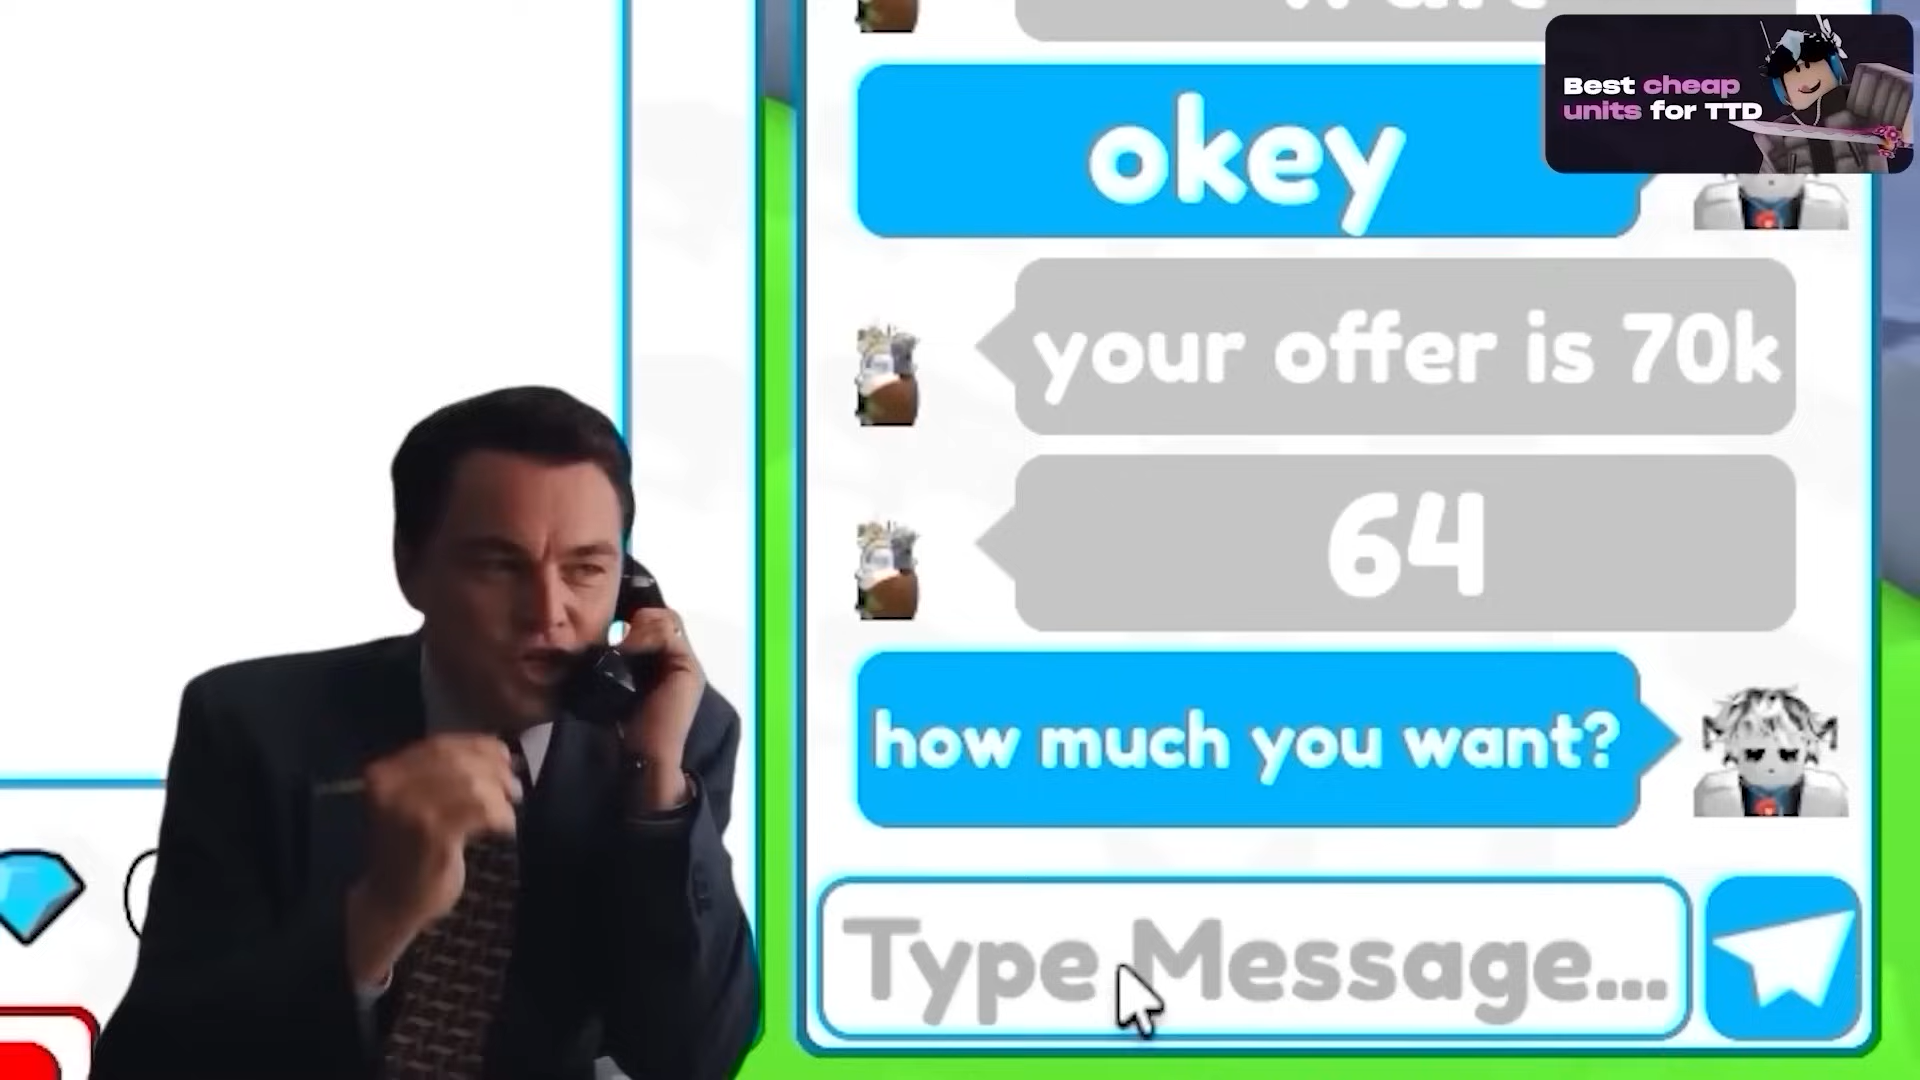 Best cheap
units for TTD
okey
your offer is 70k
64
how much you want?
Type Message...